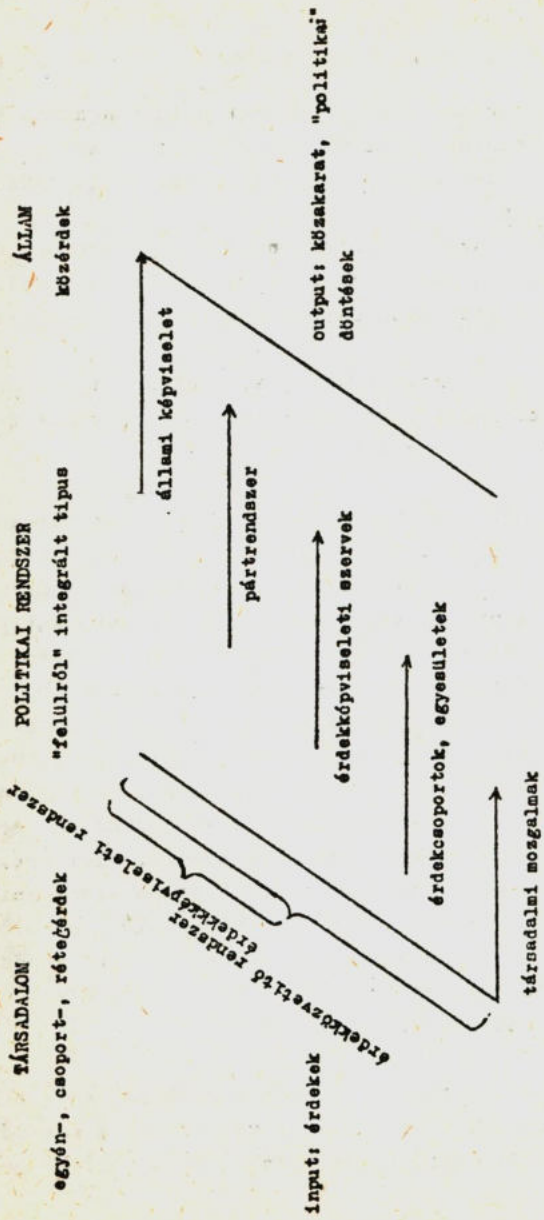 TÁRSADALOM
egyén-, csoport-, rétegérdek
POLITIKAI RENDSZER
"felülről" integrált tipus
ÁLLAM
közérdek
érdekképviseleti rendszer
érdekközvetítő rendszer
állami képviselet
pártrendszer
input: érdekek
érdekképviseleti szervek
output: közakarat, "politikai"
döntések
érdekcsoportok, egyesületek
társadalmi mozgalmak